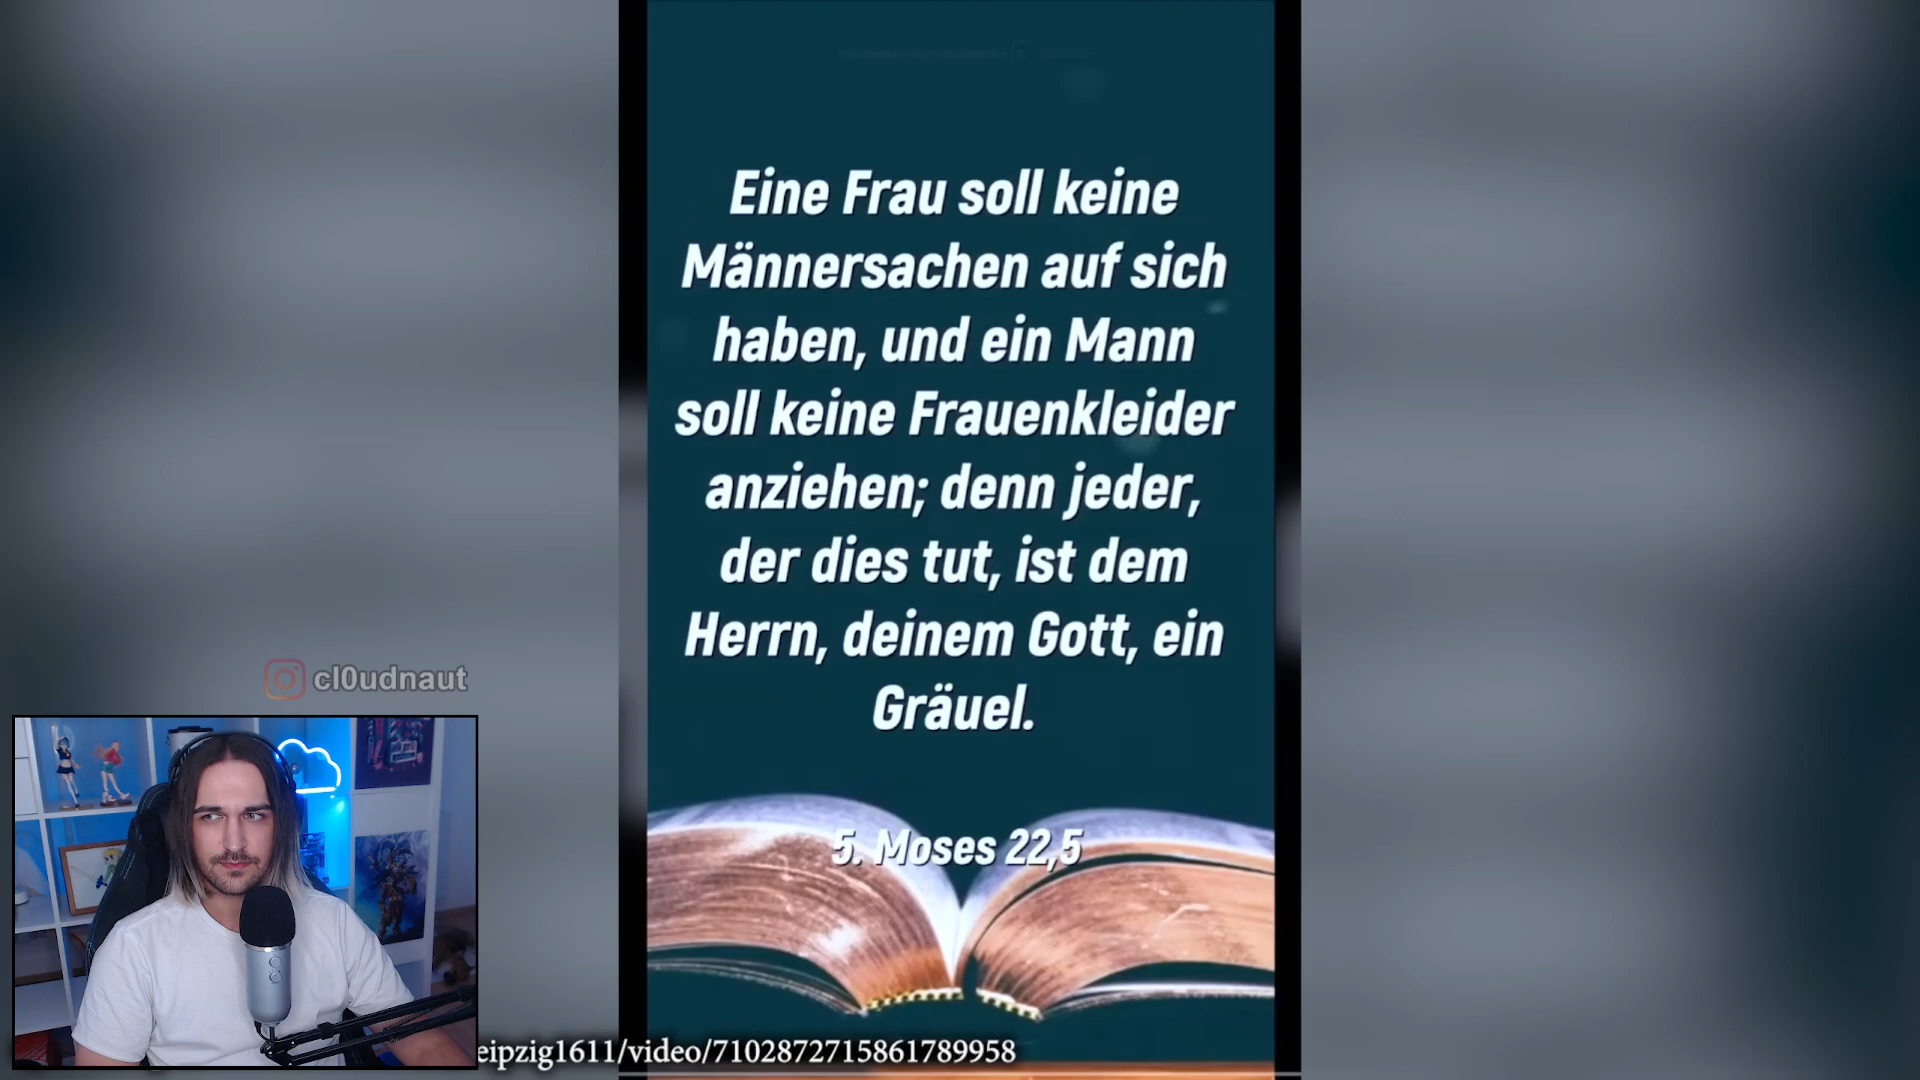 Eine Frau soll keine
Männersachen auf sich
haben, und ein Mann
soll keine Frauenkleider
anziehen; denn jeder,
der dies tut, ist dem
Herrn, deinem Gott, ein
Gräuel.
5. Moses 22,5
cl0udnaut
eipzig1611/video/7102872715861789958